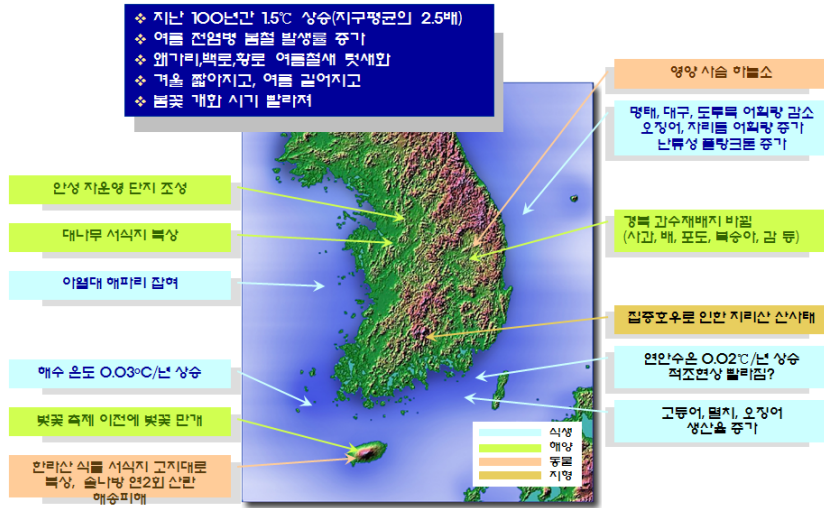 ❖ 지난 100년간 1.5℃ 상승(지구평균의 2.5배)
❖ 여름 전염병 봄철 발생률 증가
❖ 왜가리,백로,황로 여름철새 텃새화
❖ 겨울 짧아지고, 여름 길어지고
❖ 봄꽃 개화 시기 빨라져
영양 사슴 하늘소
명태, 대구, 도루묵 어획량 감소
오징어, 자리돔 어획량 증가
난류성 플랑크톤 증가
안성 자운영 단지 조성
대나무 서식지 북상
경북 과수재배지 바뀜
(사과, 배, 포도, 복숭아, 감 등)
아열대 해파리 잡혀
집중호우로 인한 지리산 산사태
해수 온도 0.03℃/년 상승
연안수온 0.02℃/년 상승
적조현상 빨라짐?
벚꽃 축제 이전에 벚꽃 만개
고등어, 멸치, 오징어
생산율 증가
한라산 식물 서식지 고지대로
북상, 솔나방 연2회 산란
해송피해
식생
해양
동물
지형